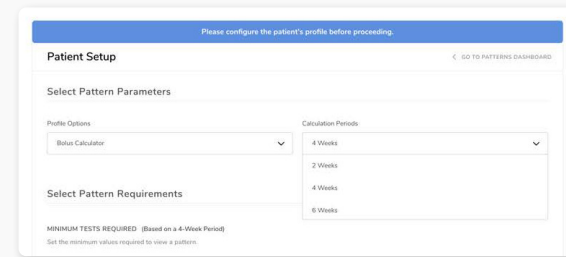 Please configure the patient's profile before proceeding.
Patient Setup
GO TO PATTERNS DASHBOARD
Select Pattern Parameters
Profile Options
Calculation Periods
Bolus Calculator
4 Weeks
2 Weeks
4 Weeks
6 Weeks
Select Pattern Requirements
MINIMUM TESTS REQUIRED (Based on a 4-Week Period)
Set the minimum values required to view a pattern.